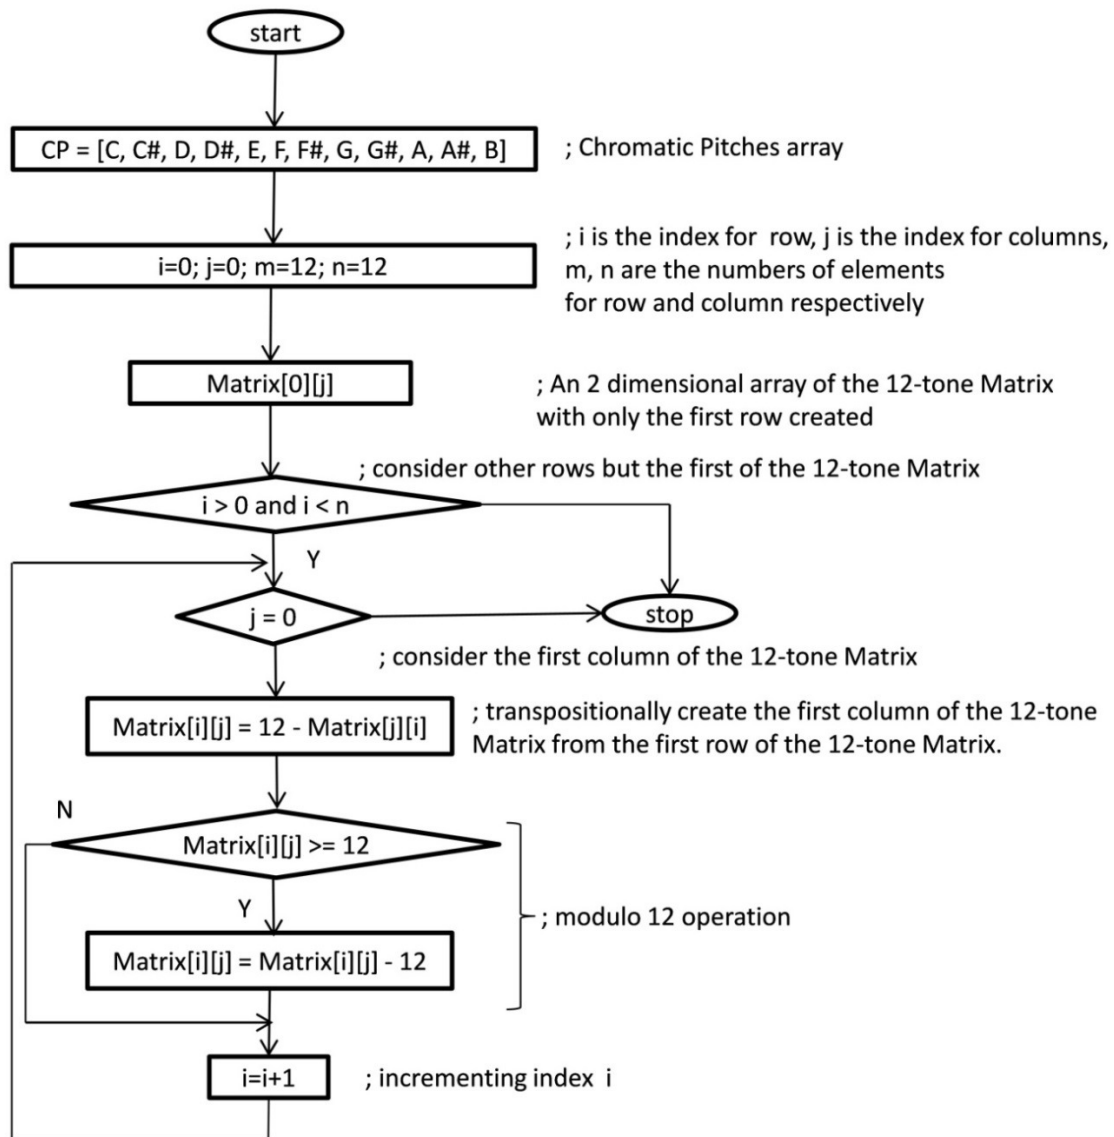 start
CP = [C, C#, D, D#, E, F, F#, G, G#, A, A#, B]
; Chromatic Pitches array
i=0; j=0; m=12; n=12
; i is the index for row, j is the index for columns,
m, n are the numbers of elements
for row and column respectively
Matrix[0][j]
; An 2 dimensional array of the 12-tone Matrix
with only the first row created
; consider other rows but the first of the 12-tone Matrix
i > 0 and i < n
Y
j = 0
stop
; consider the first column of the 12-tone Matrix
Matrix[i][j] = 12 - Matrix[j][i]
; transpositionally create the first column of the 12-tone
Matrix from the first row of the 12-tone Matrix.
N
Matrix[i][j] >= 12
Y
; modulo 12 operation
Matrix[i][j] = Matrix[i][j] - 12
i=i+1
; incrementing index i